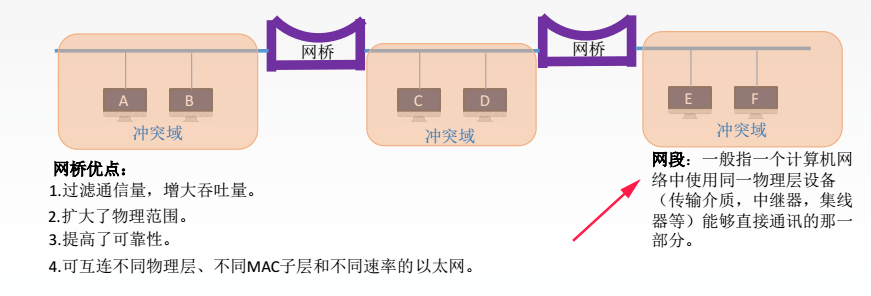 网桥
网桥
A
B
C
D
E
F
冲突域
冲突域
冲突域
网桥优点：
1.过滤通信量，增大吞吐量。
2.扩大了物理范围。
3.提高了可靠性。
4.可互连不同物理层、不同MAC子层和不同速率的以太网。
网段：一般指一个计算机网
络中使用同一物理层设备
（传输介质，中继器，集线
器等）能够直接通讯的那一
部分。